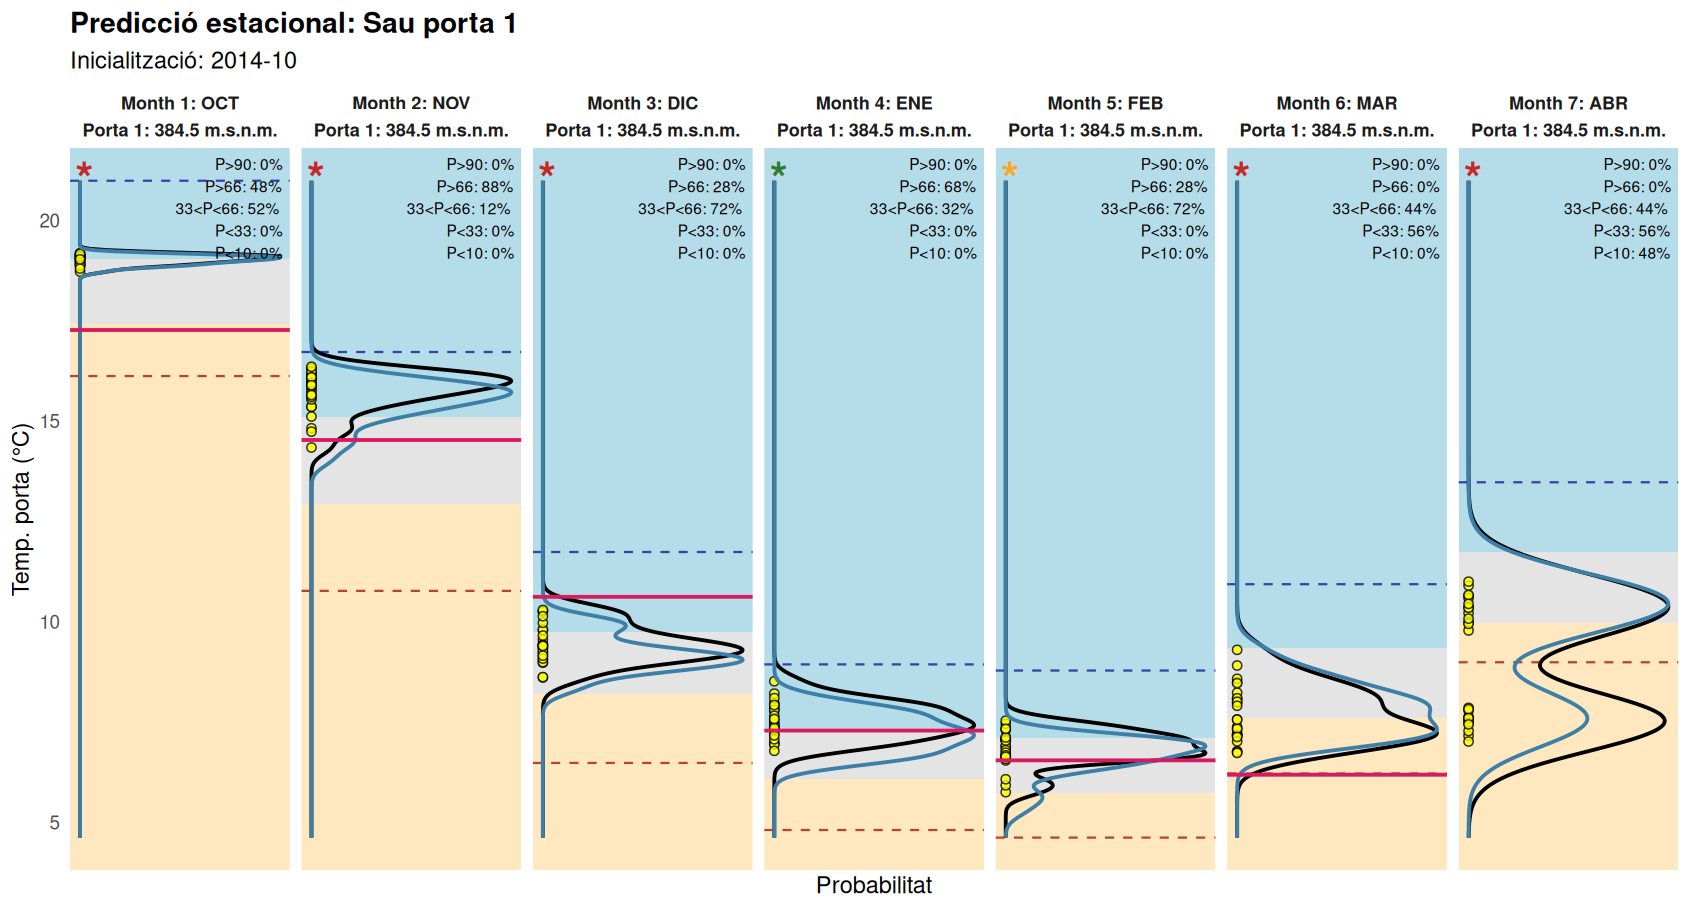 Predicció estacional: Sau porta 1
Inicialització: 2014-10
Month 1: OCT
Porta 1: 384.5 m.s.n.m.
Month 2: NOV
Porta 1: 384.5 m.s.n.m.
Month 3: DIC
Porta 1: 384.5 m.s.n.m.
Month 4: ENE
Porta 1: 384.5 m.s.n.m.
Month 5: FEB
Porta 1: 384.5 m.s.n.m.
Month 6: MAR
Porta 1: 384.5 m.s.n.m.
Month 7: ABR
Porta 1: 384.5 m.s.n.m.
*
P>90: 0%
P>66: 48%
33<P<66: 52%
P<33: 0%
P<10: 0%
*
P>90: 0%
P>66: 88%
33<P<66: 12%
P<33: 0%
P<10: 0%
*
P>90: 0%
P>66: 28%
33<P<66: 72%
P<33: 0%
P<10: 0%
*
P>90: 0%
P>66: 68%
33<P<66: 32%
P<33: 0%
P<10: 0%
*
P>90: 0%
P>66: 28%
33<P<66: 72%
P<33: 0%
P<10: 0%
*
P>90: 0%
P>66: 0%
33<P<66: 44%
P<33: 56%
P<10: 0%
*
P>90: 0%
P>66: 0%
33<P<66: 44%
P<33: 56%
P<10: 48%
20
15
10
5
Temp. porta (°C)
Probabilitat